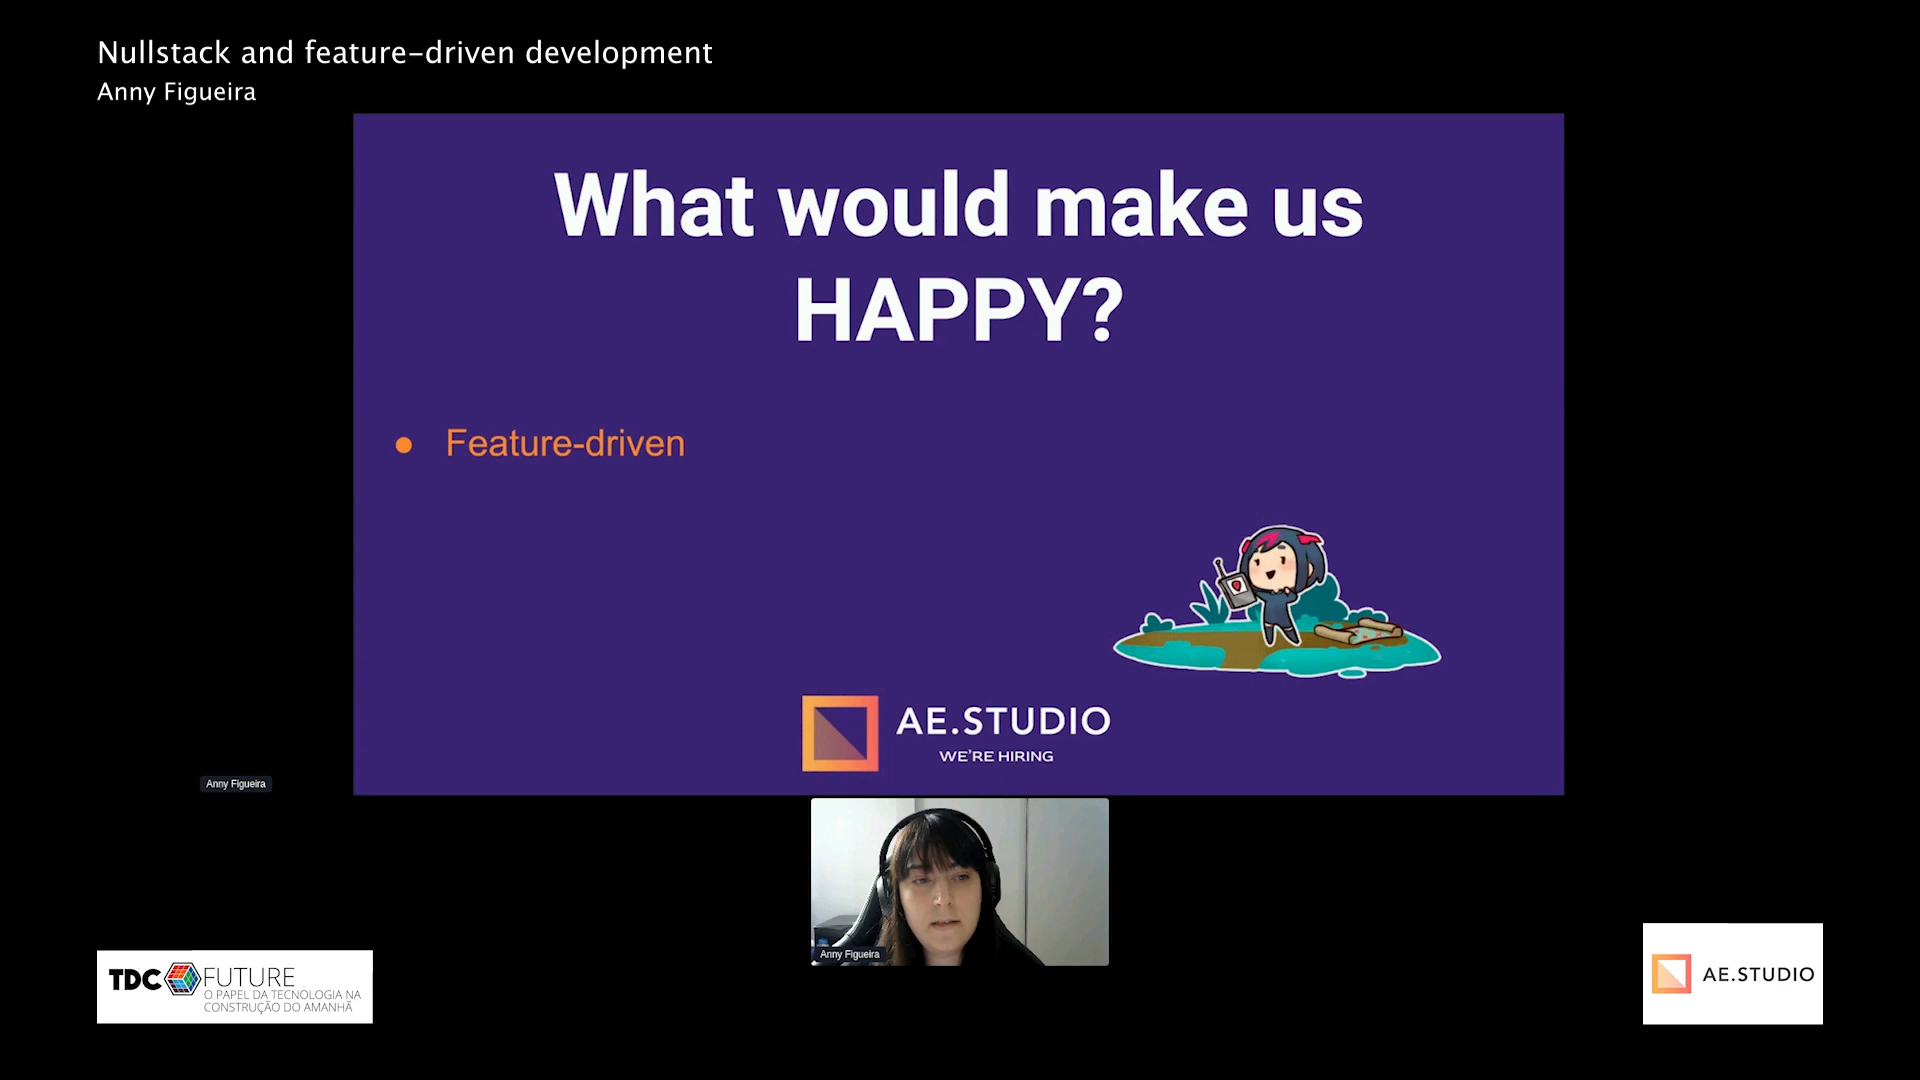 Nullstack and feature-driven development
Anny Figueira
What would make us
HAPPY?
● Feature-driven
AE.STUDIO
WE'RE HIRING
Anny Figueira
Anny Figueira
TDC FUTURE
O PAPEL DA TECNOLOGIA NA
CONSTRUÇÃO DO AMANHÃ
AE.STUDIO